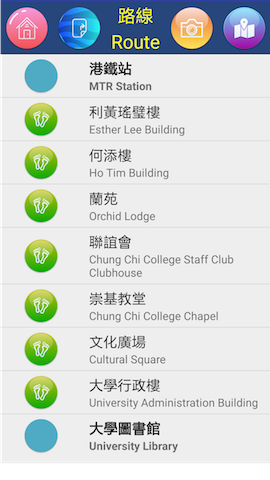 路線
Route
港鐵站
MTR Station
利黃瑤璧樓
Esther Lee Building
何添樓
Ho Tim Building
蘭苑
Orchid Lodge
聯誼會
Chung Chi College Staff Club
Clubhouse
崇基教堂
Chung Chi College Chapel
文化廣場
Cultural Square
大學行政樓
University Administration Building
大學圖書館
University Library